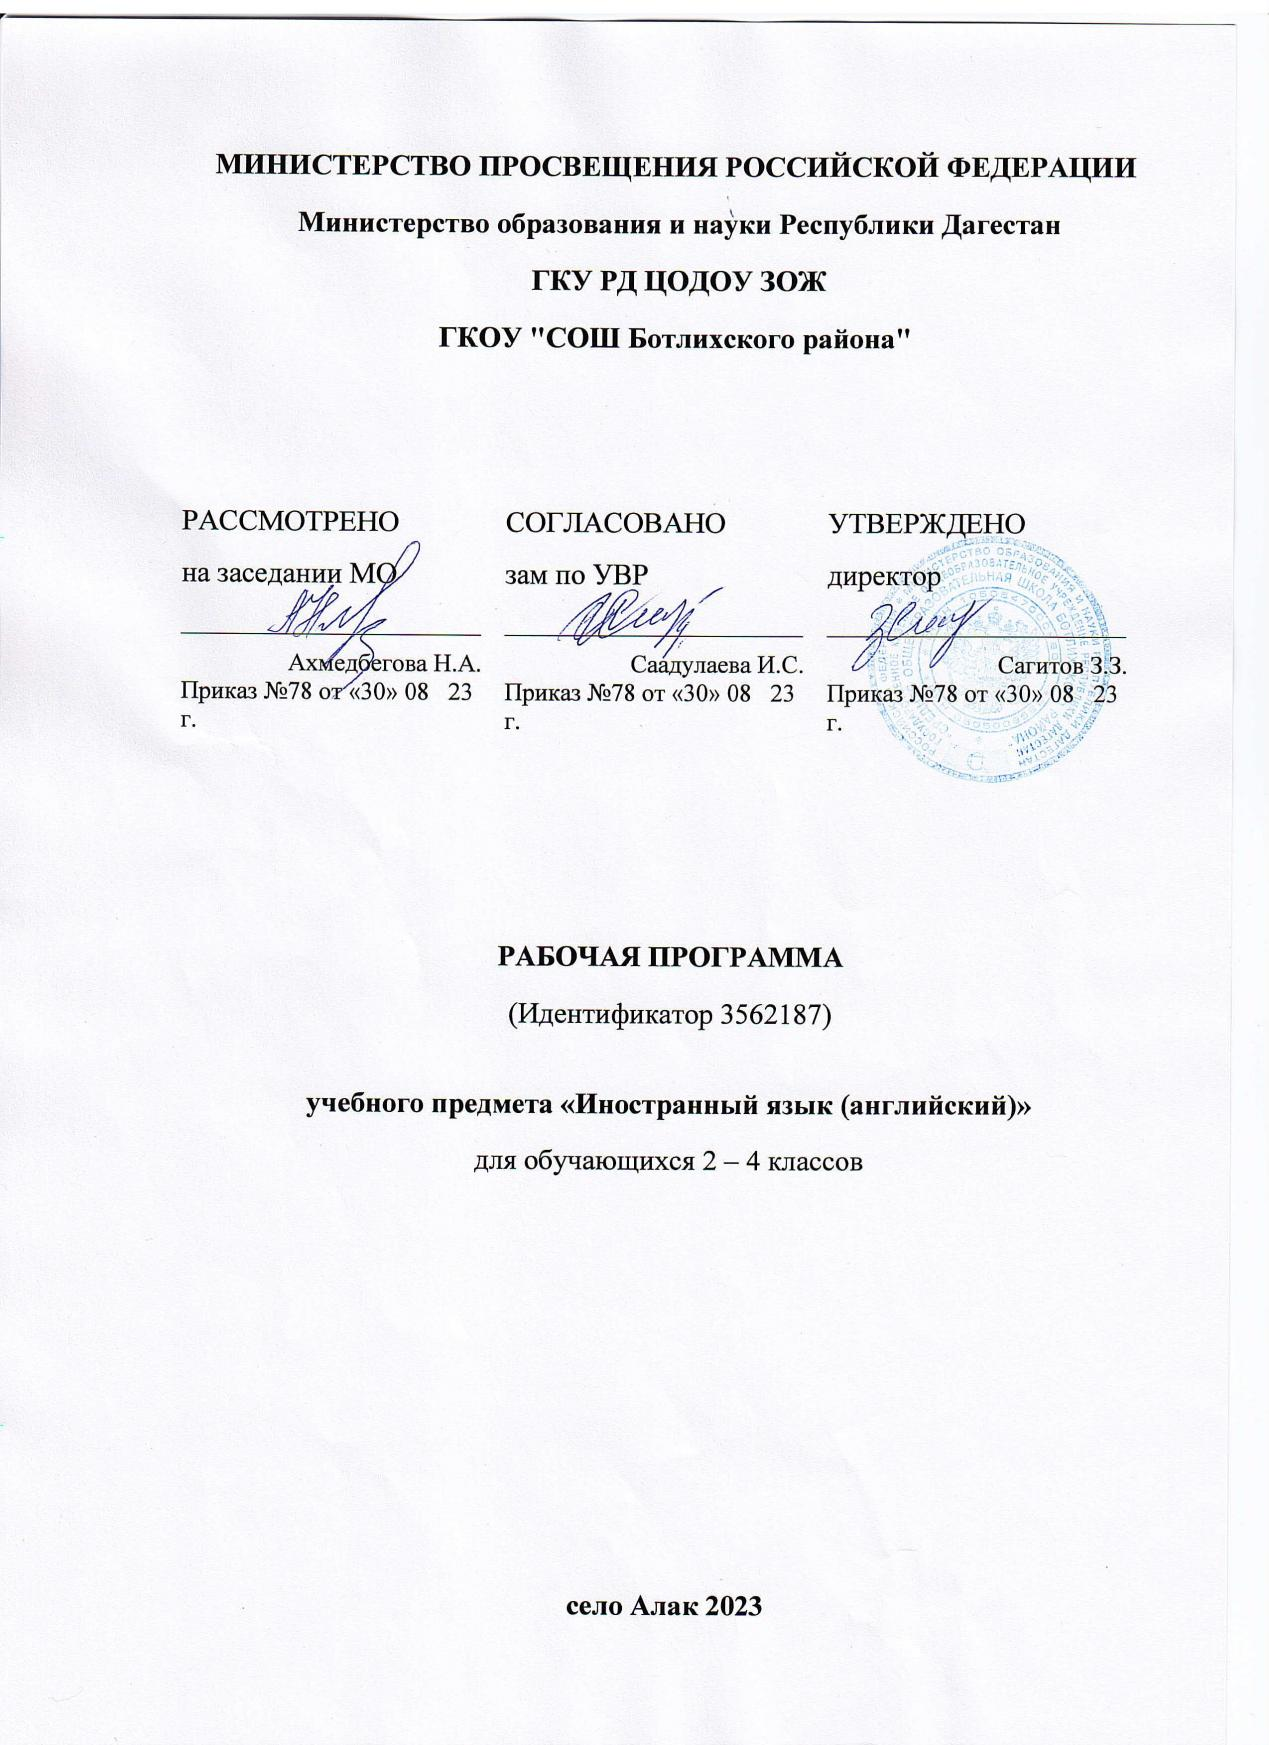 МИНИСТЕРСТВО ПРОСВЕЩЕНИЯ РОССИЙСКОЙ ФЕДЕРАЦИИ
Министерство образования и науки Республики Дагестан
ГКУ РД ЦОДОУ ЗОЖ
ГКОУ "СОШ Ботлихского района"
РАССМОТРЕНО
на заседании МО
Ахмедбегова Н.А.
Приказ №78 от «30» 08 23
г.
СОГЛАСОВАНО
зам по УВР
Саадулаева И.С.
Приказ №78 от «30» 08 23
г.
УТВЕРЖДЕНО
директор
Сагитов З.З.
Приказ №78 от «30» 08 23
г.
РАБОЧАЯ ПРОГРАММА
(Идентификатор 3562187)
учебного предмета «Иностранный язык (английский)»
для обучающихся 2 – 4 классов
село Алак 2023